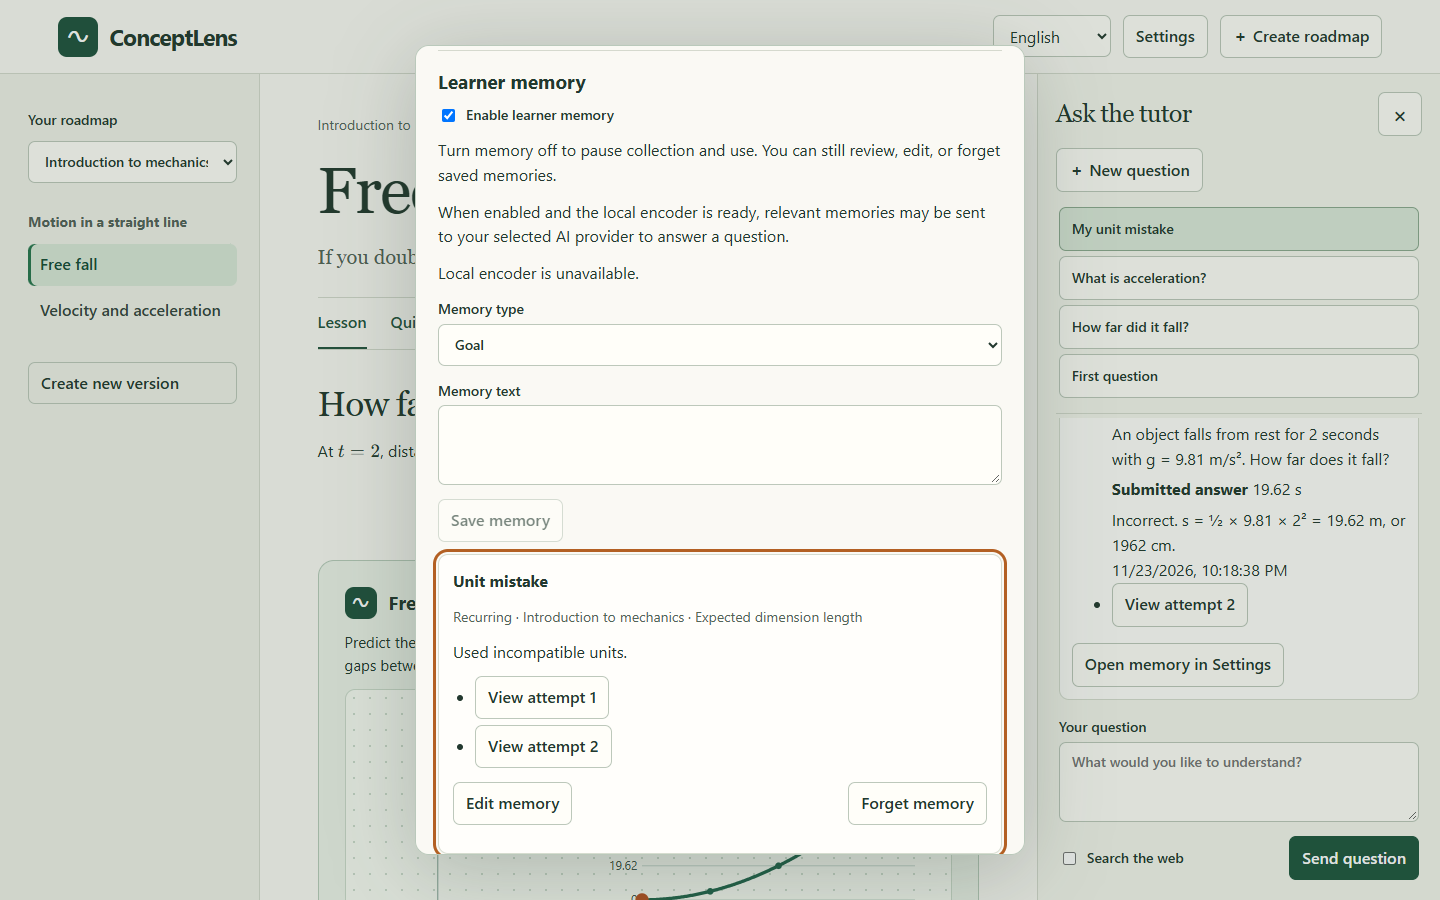 ConceptLens
English
Settings
+ Create roadmap
Your roadmap
Introduction to mechanics
Motion in a straight line
Free fall
Velocity and acceleration
Create new version
Introduction to
Free
If you doub
Lesson
Qui
How fa
At t = 2, dist
Fre
Predict the
gaps betwe
19.62
0
Learner memory
Enable learner memory
Turn memory off to pause collection and use. You can still review, edit, or forget
saved memories.
When enabled and the local encoder is ready, relevant memories may be sent
to your selected AI provider to answer a question.
Local encoder is unavailable.
Memory type
Goal
Memory text
Save memory
Unit mistake
Recurring · Introduction to mechanics · Expected dimension length
Used incompatible units.
• View attempt 1
• View attempt 2
Edit memory
Forget memory
Ask the tutor
×
+ New question
My unit mistake
What is acceleration?
How far did it fall?
First question
An object falls from rest for 2 seconds
with g = 9.81 m/s². How far does it fall?
Submitted answer 19.62 s
Incorrect. s = ½ × 9.81 × 2² = 19.62 m, or
1962 cm.
11/23/2026, 10:18:38 PM
• View attempt 2
Open memory in Settings
Your question
What would you like to understand?
Search the web
Send question